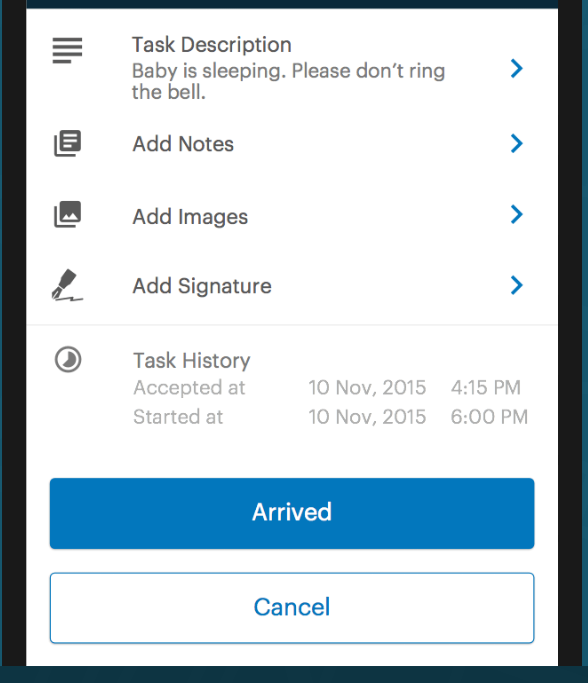 Task Description
Baby is sleeping. Please don’t ring
the bell.
Add Notes
Add Images
Add Signature
Task History
Accepted at 10 Nov, 2015 4:15 PM
Started at 10 Nov, 2015 6:00 PM
Arrived
Cancel